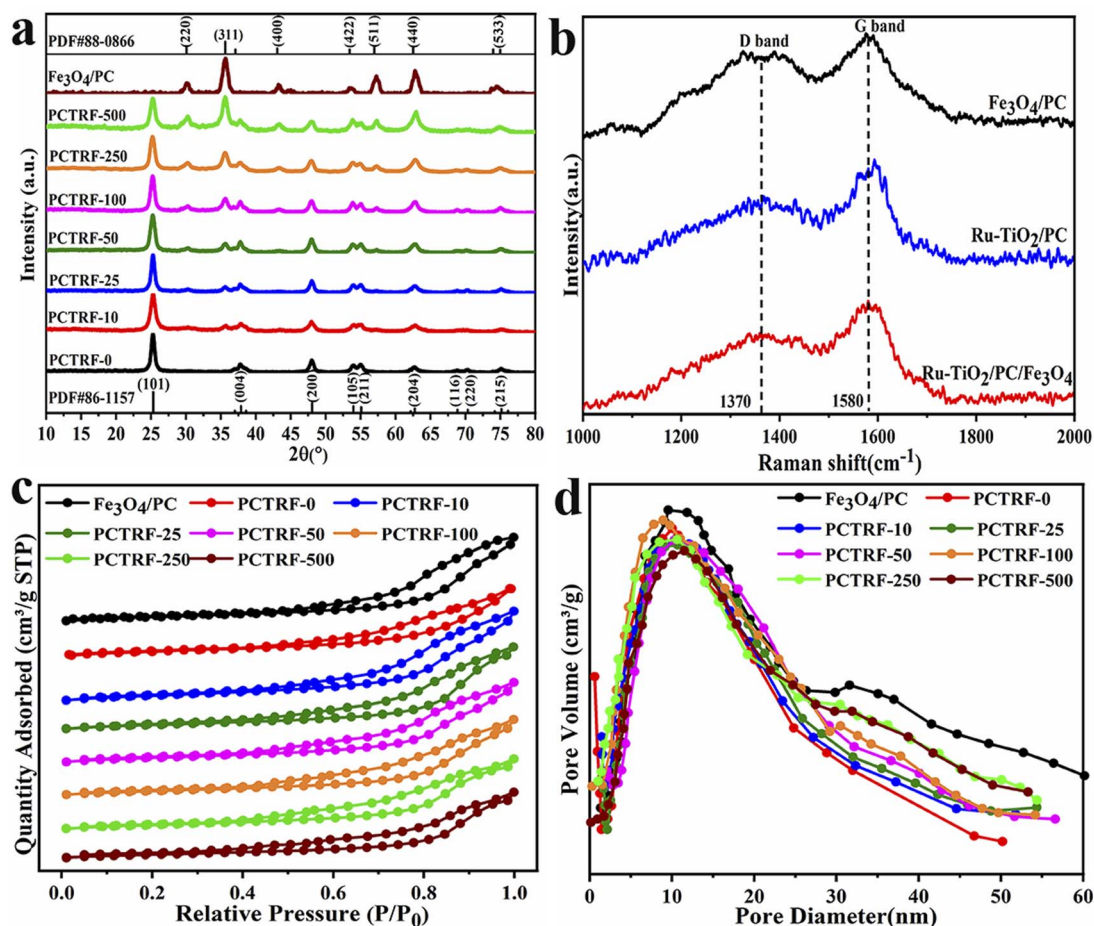 a
PDF#88-0866
(220)
(311)
(400)
(422)
(511)
(440)
(533)
Fe₃O₄/PC
PCTRF-500
PCTRF-250
PCTRF-100
PCTRF-50
PCTRF-25
PCTRF-10
PCTRF-0
(101)
(004)
(200)
(105)
(211)
(204)
(116)
(220)
(215)
PDF#86-1157
10 15 20 25 30 35 40 45 50 55 60 65 70 75 80
2θ(°)
Intensity (a.u.)
b
D band
G band
Fe₃O₄/PC
Ru-TiO₂/PC
Ru-TiO₂/PC/Fe₃O₄
1370
1580
1000 1200 1400 1600 1800 2000
Raman shift(cm⁻¹)
Intensity(a.u.)
c
Fe₃O₄/PC PCTRF-0 PCTRF-10
PCTRF-25 PCTRF-50 PCTRF-100
PCTRF-250 PCTRF-500
0.0 0.2 0.4 0.6 0.8 1.0
Relative Pressure (P/P₀)
Quantity Adsorbed (cm³/g STP)
d
Fe₃O₄/PC PCTRF-0
PCTRF-10 PCTRF-25
PCTRF-50 PCTRF-100
PCTRF-250 PCTRF-500
0 10 20 30 40 50 60
Pore Diameter(nm)
Pore Volume (cm³/g)